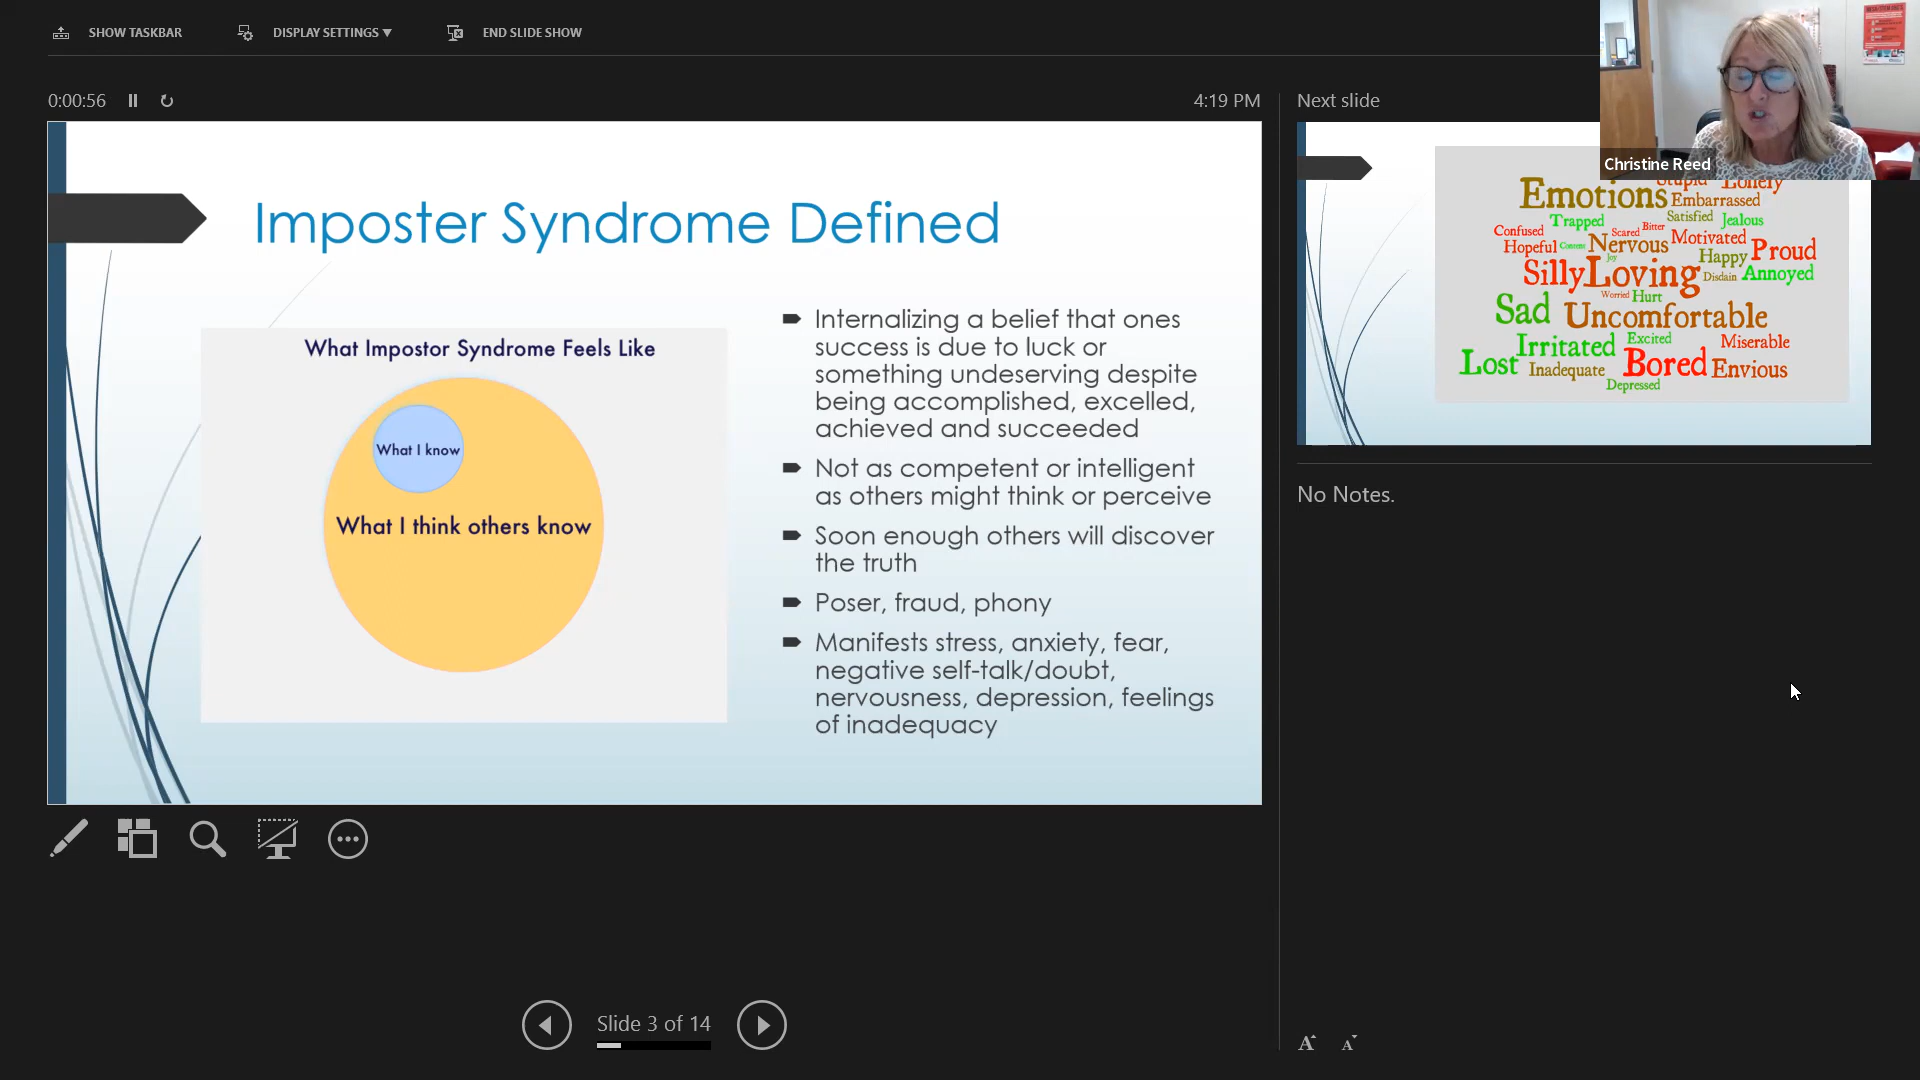 SHOW TASKBAR
DISPLAY SETTINGS ▼
END SLIDE SHOW
0:00:56
4:19 PM
Next slide
Christine Reed
Imposter Syndrome Defined
What Impostor Syndrome Feels Like
What I know
What I think others know
Internalizing a belief that ones
success is due to luck or
something undeserving despite
being accomplished, excelled,
achieved and succeeded
Not as competent or intelligent
as others might think or perceive
Soon enough others will discover
the truth
Poser, fraud, phony
Manifests stress, anxiety, fear,
negative self-talk/doubt,
nervousness, depression, feelings
of inadequacy
Emotions Stupid Lonely
Embarrassed
Trapped Satisfied Jealous
Confused Scared Bitter Motivated
Hopeful Content Nervous Proud
Joy Happy
Silly Loving Disdain Annoyed
Worried Hurt
Sad Uncomfortable
Irritated Excited Miserable
Lost Inadequate Bored Envious
Depressed
No Notes.
Slide 3 of 14
A A